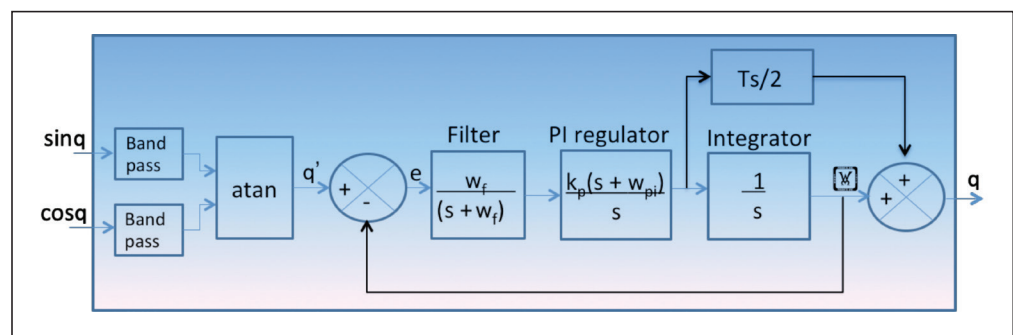 Ts/2
sinq
Band
pass
cosq
Band
pass
atan
q'
+
-
e
Filter
w_f
(s + w_f)
PI regulator
k_p(s + w_pi)
s
Integrator
1
s
+
+
q